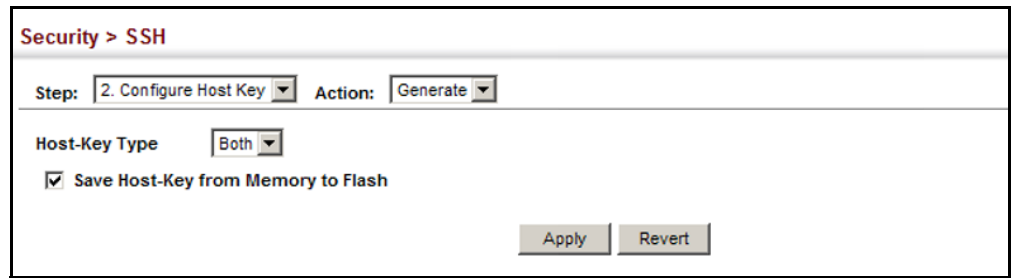 Security > SSH
Step: 2. Configure Host Key Action: Generate
Host-Key Type Both
Save Host-Key from Memory to Flash
Apply Revert